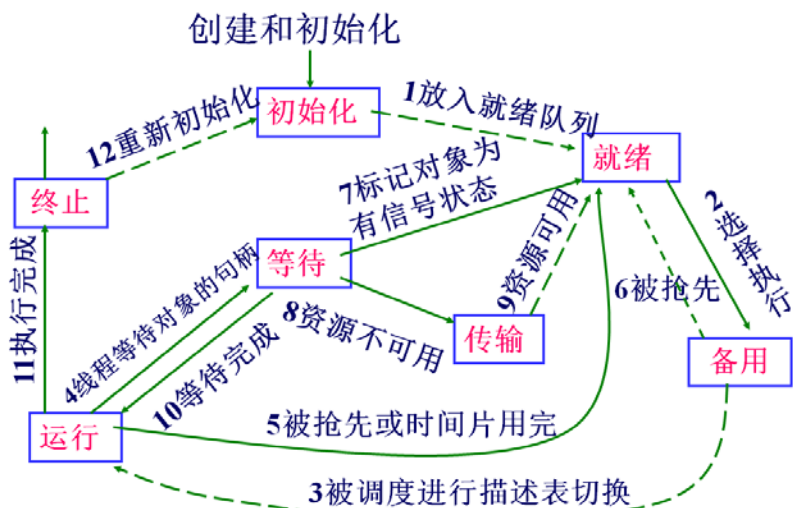 创建和初始化
初始化
1放入就绪队列
12重新初始化
就绪
7标记对象为
有信号状态
终止
2选择执行
等待
9资源可用
6被抢先
11执行完成
4线程等待对象的句柄
8资源不可用
传输
备用
10等待完成
运行
5被抢先或时间片用完
3被调度进行描述表切换